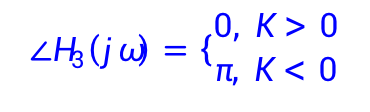 ∠H₃(jω) = {0, K > 0
π, K < 0